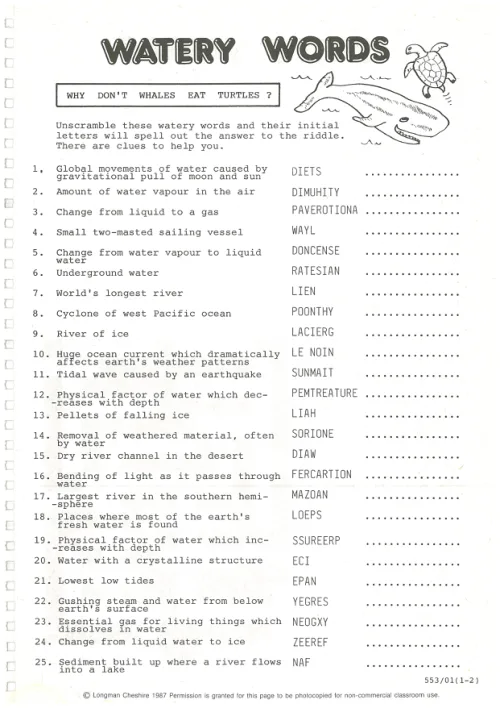 WATERY WORDS
WHY DON'T WHALES EAT TURTLES ?
Unscramble these watery words and their initial
letters will spell out the answer to the riddle.
There are clues to help you.
1. Global movements of water caused by
gravitational pull of moon and sun DIETS ................
2. Amount of water vapour in the air DIMUHITY ................
3. Change from liquid to a gas PAVEROTIONA ................
4. Small two-masted sailing vessel WAYL ................
5. Change from water vapour to liquid DONCENSE ................
water
6. Underground water RATESIAN ................
7. World's longest river LIEN ................
8. Cyclone of west Pacific ocean POONTHY ................
9. River of ice LACIERG ................
10. Huge ocean current which dramatically LE NOIN ................
affects earth's weather patterns
11. Tidal wave caused by an earthquake SUNMAIT ................
12. Physical factor of water which dec- PEMTREATURE ................
-reases with depth
13. Pellets of falling ice LIAH ................
14. Removal of weathered material, often SORIONE ................
by water
15. Dry river channel in the desert DIAW ................
16. Bending of light as it passes through FERCARTION ................
water
17. Largest river in the southern hemi- MAZOAN ................
-sphere
18. Places where most of the earth's LOEPS ................
fresh water is found
19. Physical factor of water which inc- SSUREERP ................
-reases with depth
20. Water with a crystalline structure ECI ................
21. Lowest low tides EPAN ................
22. Gushing steam and water from below YEGRES ................
earth's surface
23. Essential gas for living things which NEOGXY ................
dissolves in water
24. Change from liquid water to ice ZEEREF ................
25. Sediment built up where a river flows NAF ................
into a lake
553/01(1-2)
© Longman Cheshire 1987 Permission is granted for this page to be photocopied for non-commercial classroom use.